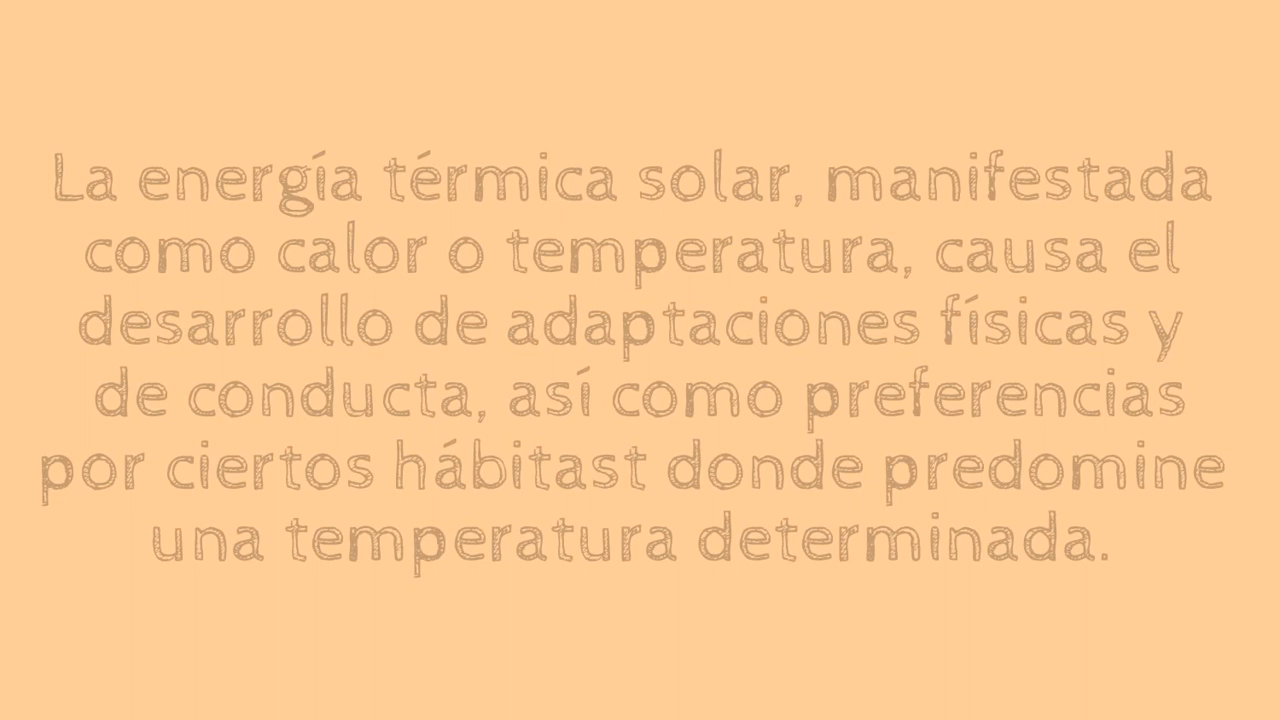 La energía térmica solar, manifestada
como calor o temperatura, causa el
desarrollo de adaptaciones físicas y
de conducta, así como preferencias
por ciertos hábitast donde predomine
una temperatura determinada.